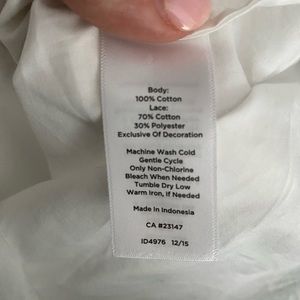 Body:
100% Cotton
Lace:
70% Cotton
30% Polyester
Exclusive Of Decoration
Machine Wash Cold
Gentle Cycle
Only Non-Chlorine
Bleach When Needed
Tumble Dry Low
Warm Iron, if Needed
Made in Indonesia
CA #23147
ID4976 12/15